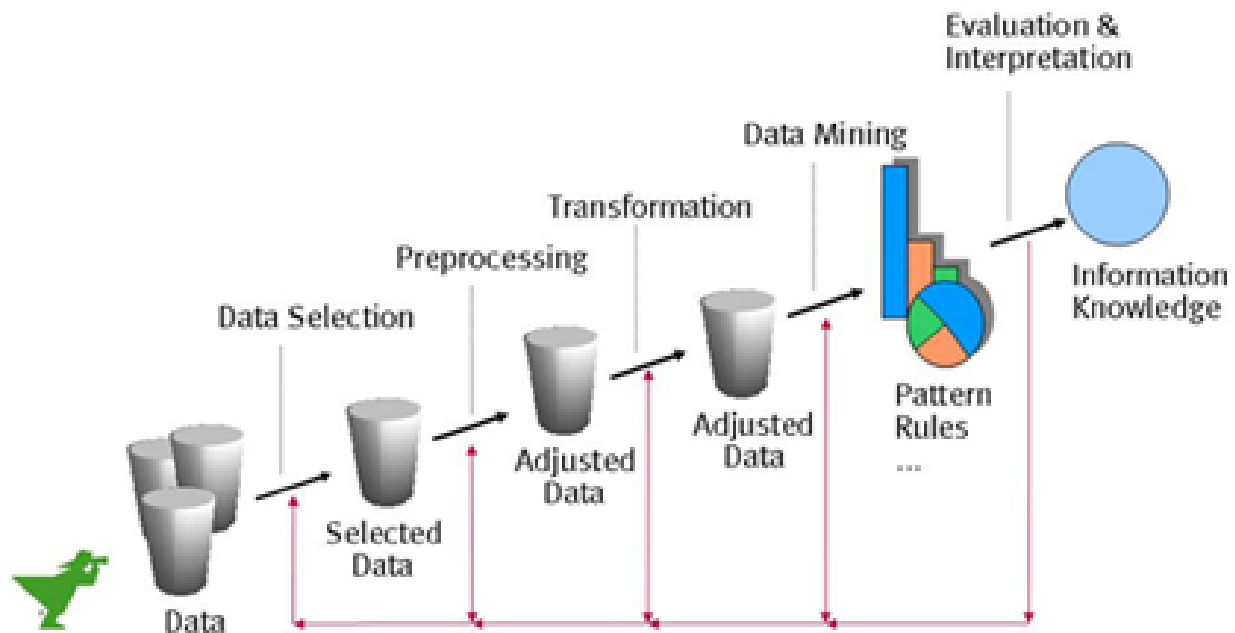 Evaluation &
Interpretation
Data Mining
Transformation
Preprocessing
Data Selection
Information
Knowledge
Pattern
Rules
...
Adjusted
Data
Adjusted
Data
Selected
Data
Data